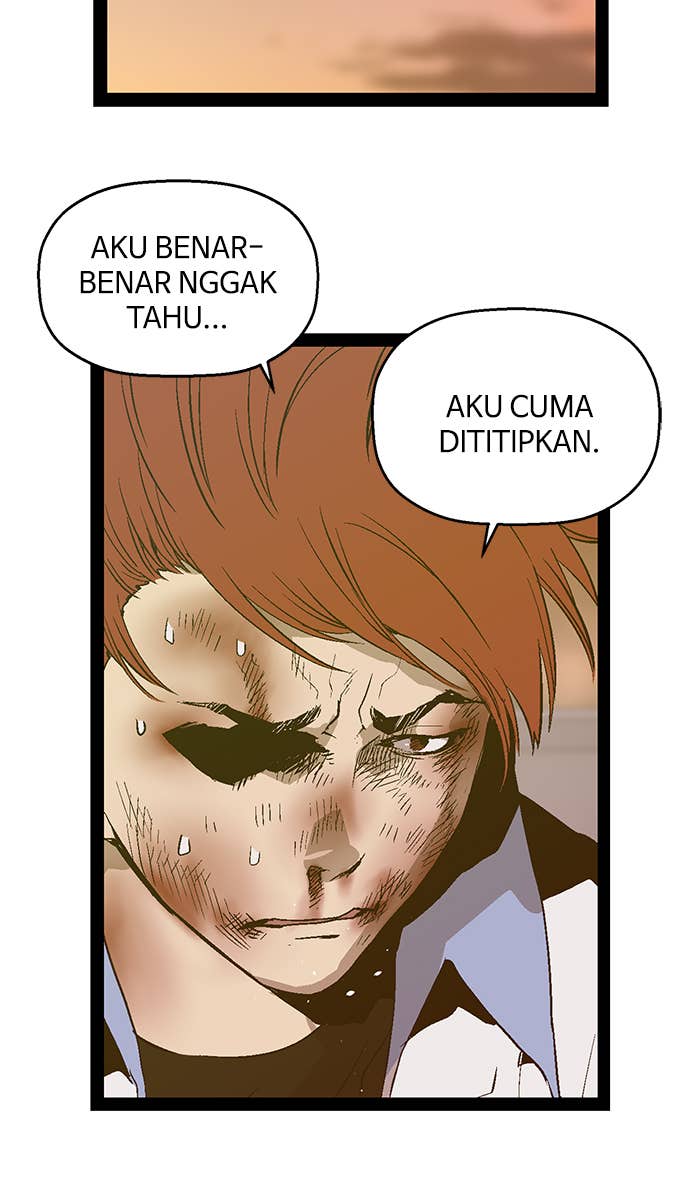 AKU BENAR-
BENAR NGGAK
TAHU...
AKU CUMA
DITITIPKAN.